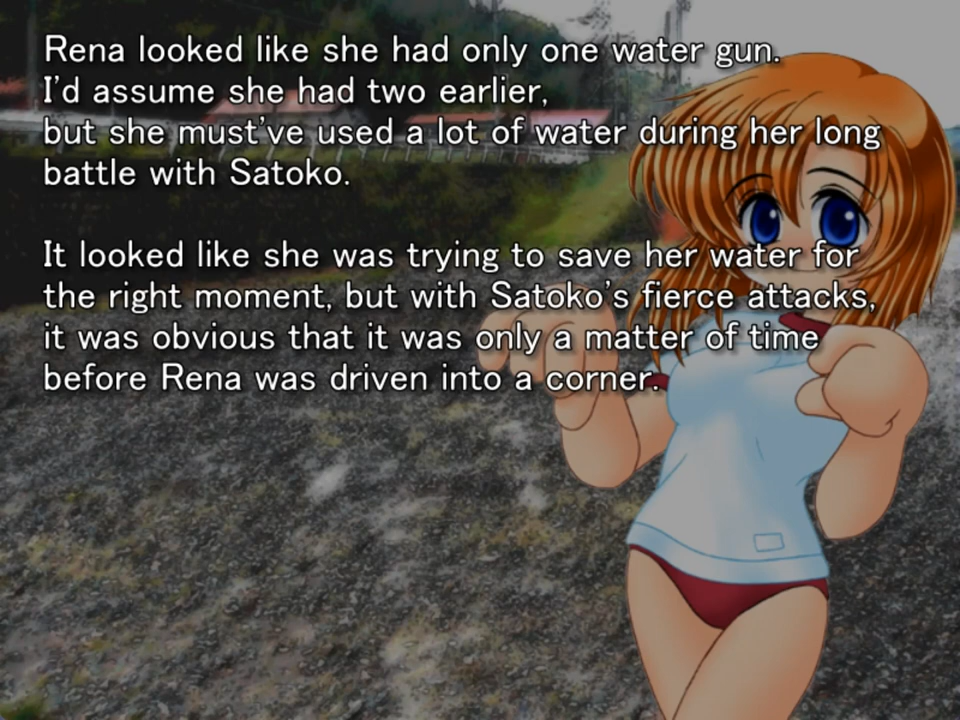 Rena looked like she had only one water gun.
I'd assume she had two earlier,
but she must've used a lot of water during her long
battle with Satoko.
It looked like she was trying to save her water for
the right moment, but with Satoko's fierce attacks,
it was obvious that it was only a matter of time
before Rena was driven into a corner.